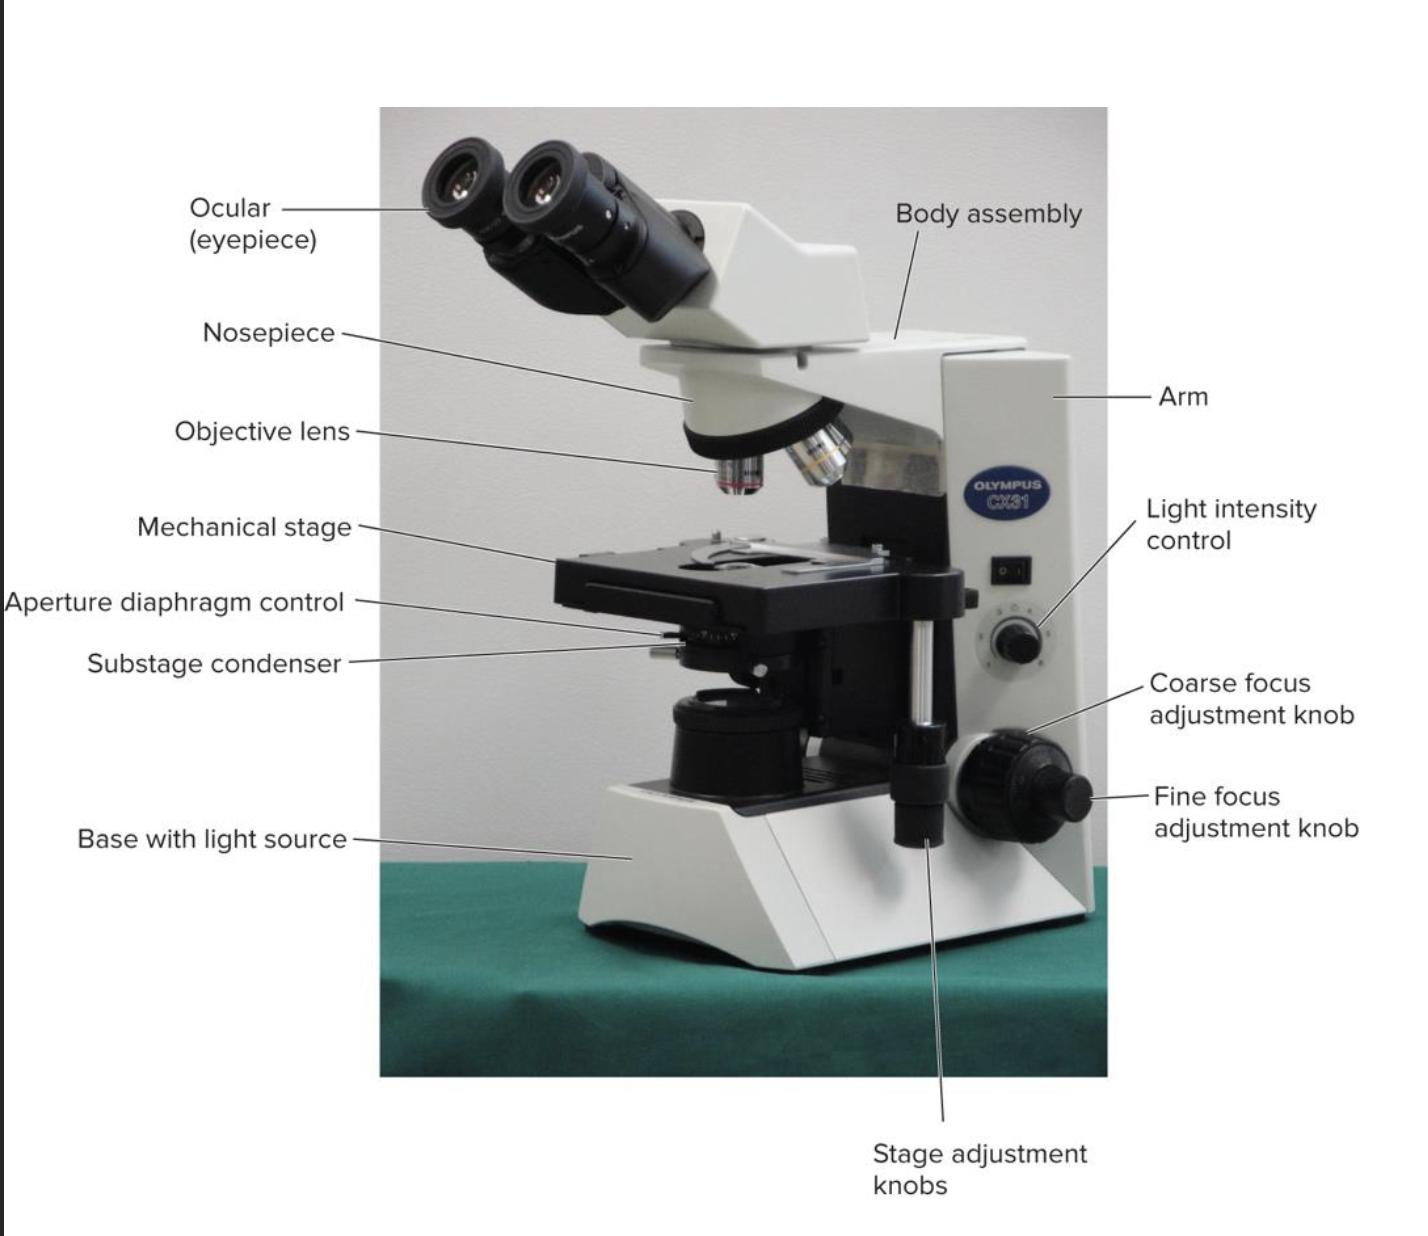 Ocular
(eyepiece)
Body assembly
Nosepiece
Arm
Objective lens
OLYMPUS
CX31
Light intensity
control
Mechanical stage
Aperture diaphragm control
Substage condenser
Coarse focus
adjustment knob
Fine focus
adjustment knob
Base with light source
Stage adjustment
knobs